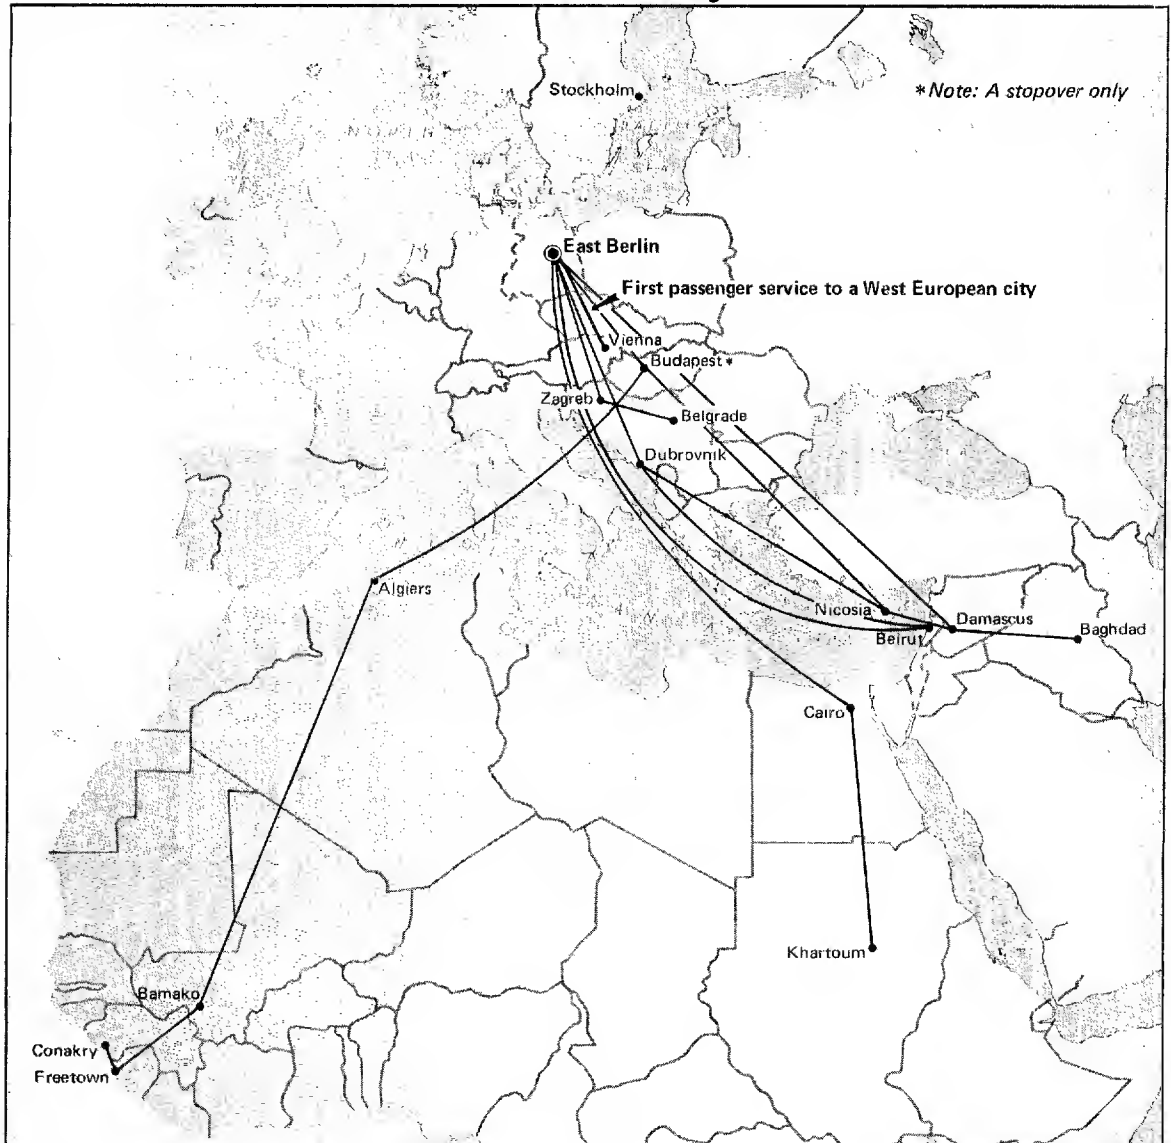 Stockholm
*Note: A stopover only
NORTH
East Berlin
First passenger service to a West European city
Vienna
Budapest*
Zagreb
Belgrade
Dubrovnik
Algiers
Nicosia
Damascus
Beirut
Baghdad
Cairo
Khartoum
Bamako
Conakry
Freetown